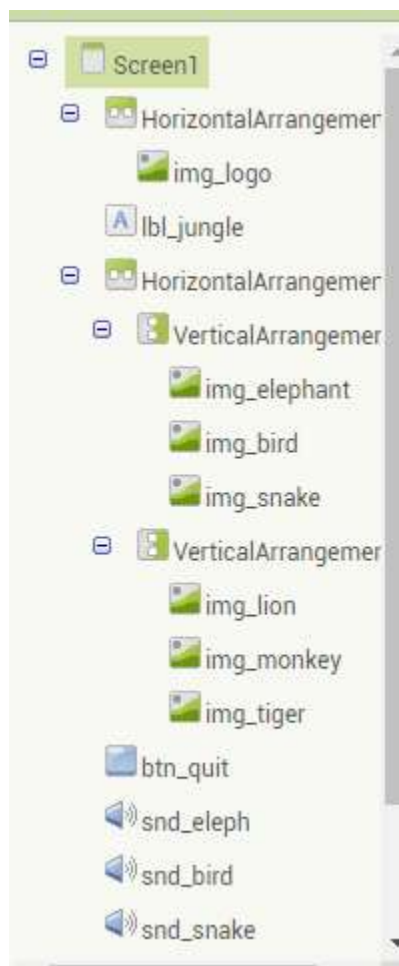 Screen1
HorizontalArrangemer
img_logo
A lbl_jungle
HorizontalArrangemer
VerticalArrangemer
img_elephant
img_bird
img_snake
VerticalArrangemer
img_lion
img_monkey
img_tiger
btn_quit
snd_eleph
snd_bird
snd_snake